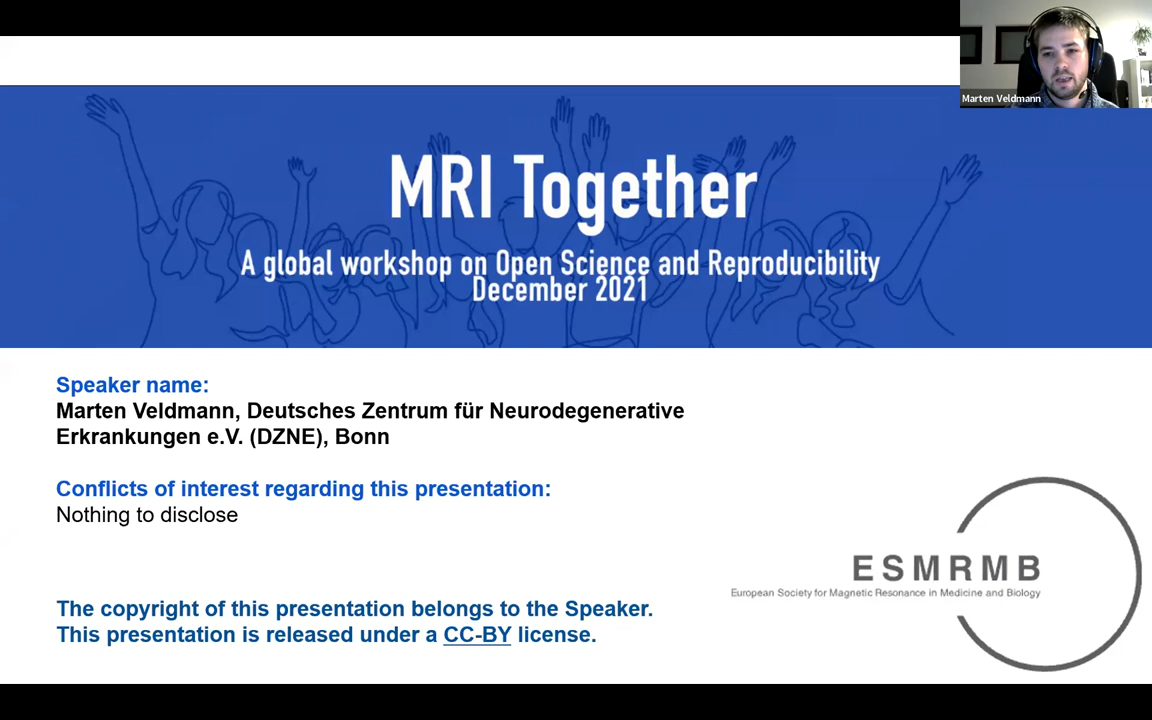 Marten Veldmann
MRI Together
A global workshop on Open Science and Reproducibility
December 2021
Speaker name:
Marten Veldmann, Deutsches Zentrum für Neurodegenerative
Erkrankungen e.V. (DZNE), Bonn
Conflicts of interest regarding this presentation:
Nothing to disclose
ESMRMB
European Society for Magnetic Resonance in Medicine and Biology
The copyright of this presentation belongs to the Speaker.
This presentation is released under a CC-BY license.